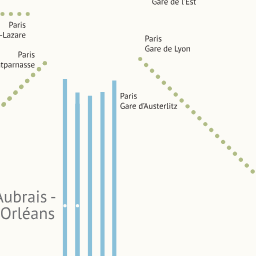 Gare de l'Est
Paris
-Lazare
Paris
Gare de Lyon
Paris
tparnasse
Paris
Gare d'Austerlitz
Aubrais -
Orléans